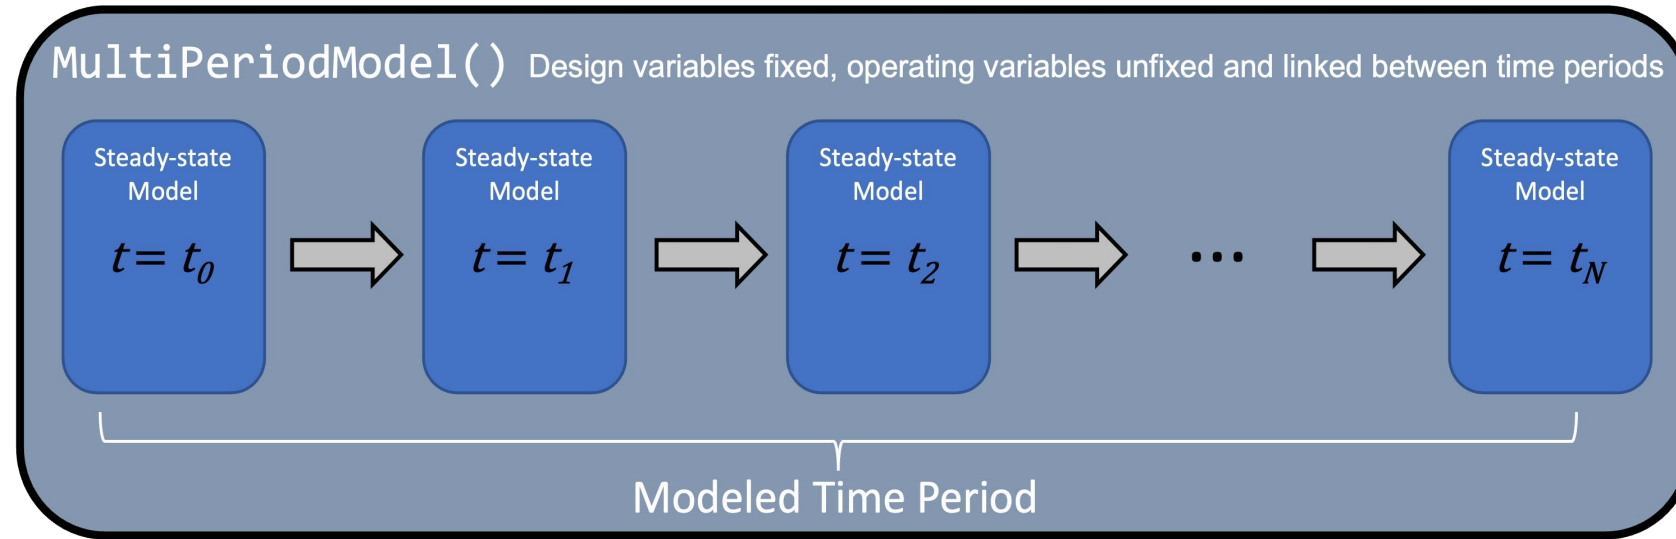 MultiPeriodModel() Design variables fixed, operating variables unfixed and linked between time periods
Steady-state
Model
t = t0
Steady-state
Model
t = t1
Steady-state
Model
t = t2
...
Steady-state
Model
t = tN
Modeled Time Period